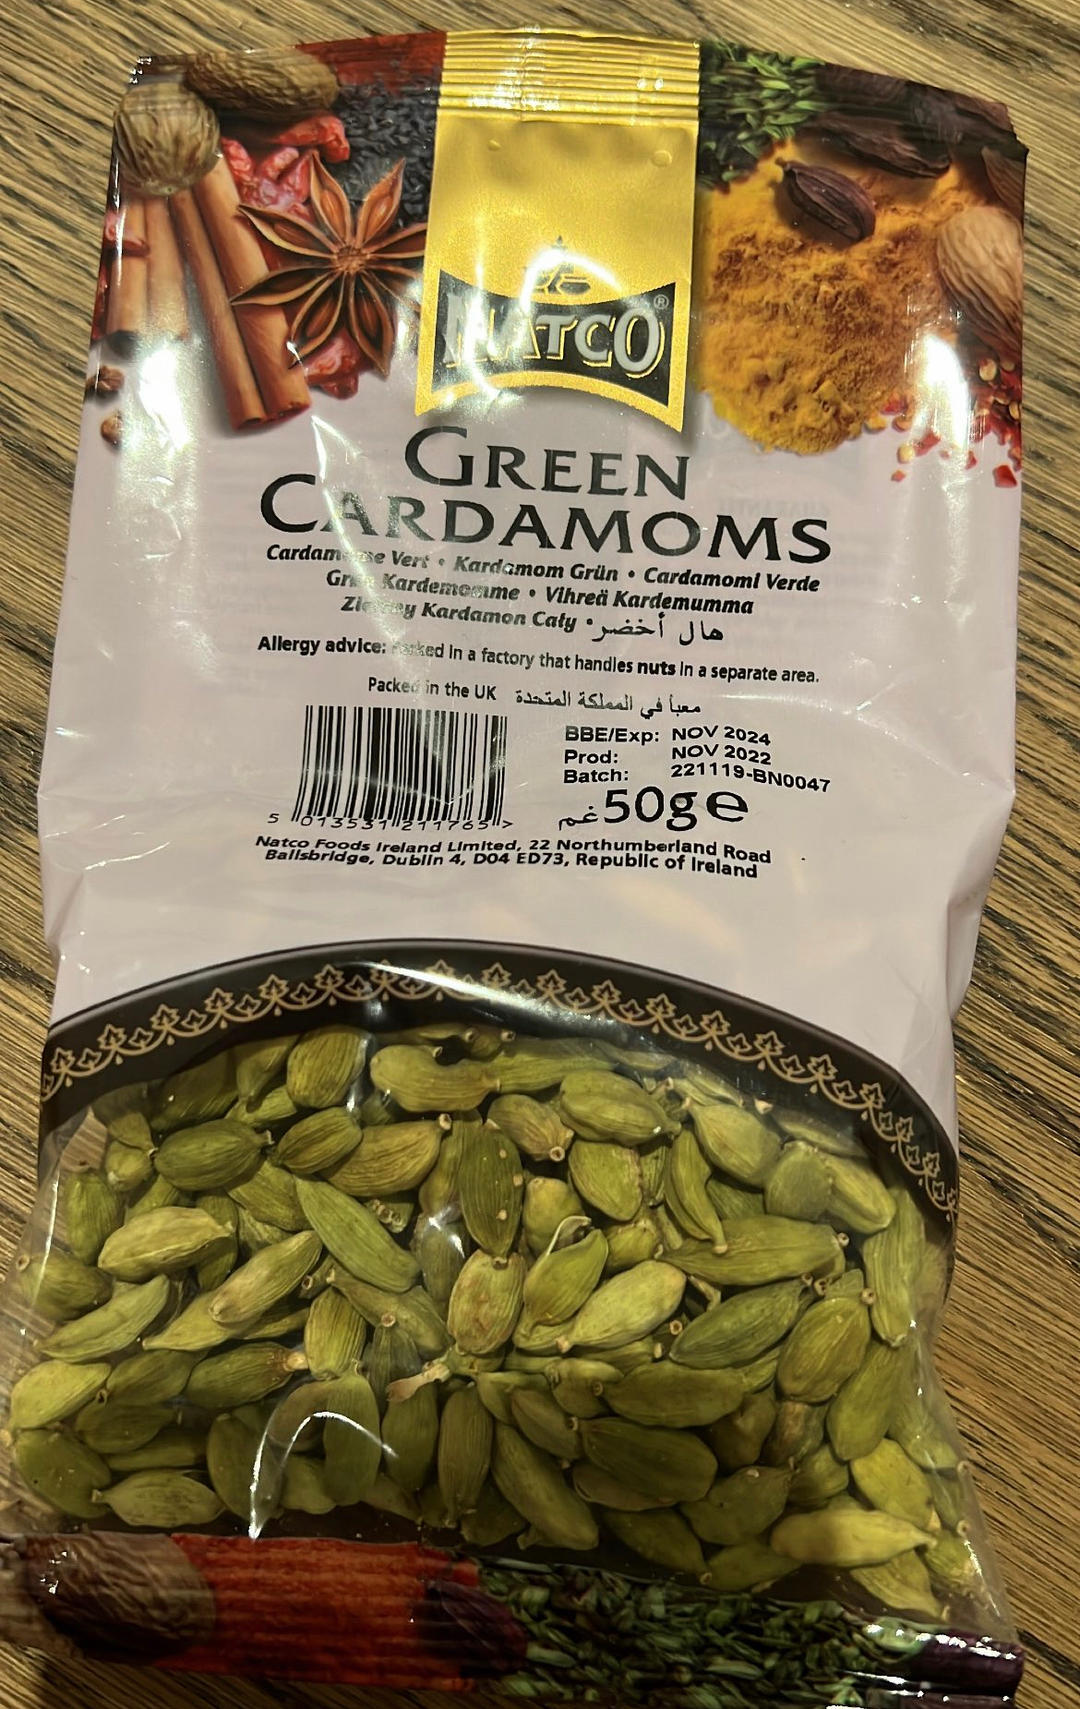 NATCO®
GREEN
CARDAMOMS
Cardamome Vert • Kardamom Grün • Cardamomi Verde
Grøn Kardemomme • Vihreä Kardemumma
Kardamon Cały • هال أخضر
Allergy advice: Packed in a factory that handles nuts in a separate area.
Packed in the UK معبأ في المملكة المتحدة
BBE/Exp: NOV 2024
Prod: NOV 2022
Batch: 221119-BN0047
50g℮ غم
5 013531 211765 >
Natco Foods Ireland Limited, 22 Northumberland Road
Ballsbridge, Dublin 4, D04 ED73, Republic of Ireland